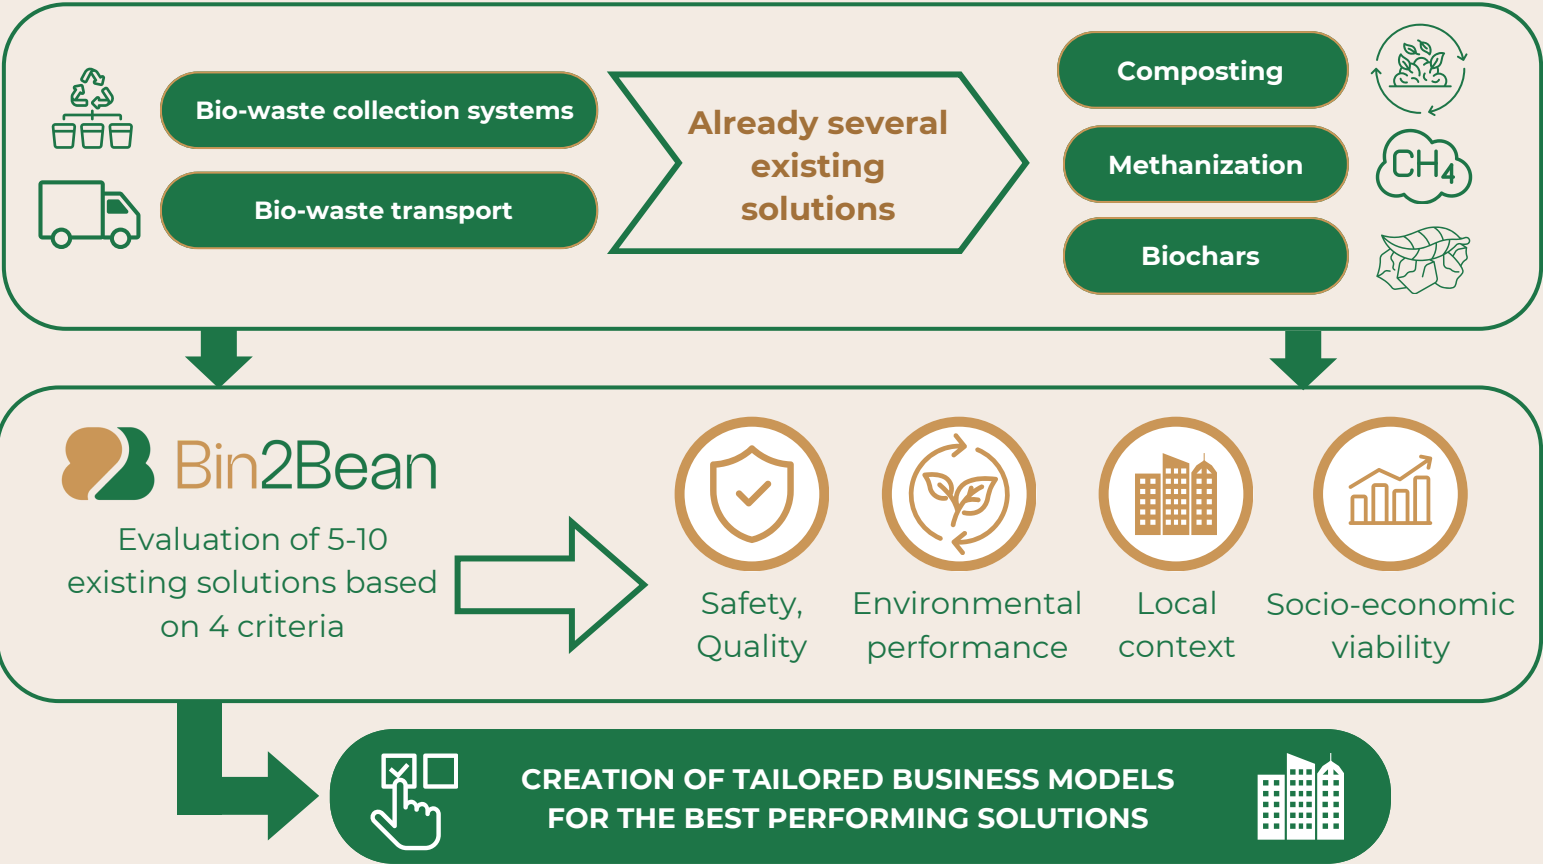 Bio-waste collection systems
Bio-waste transport
Already several
existing
solutions
Composting
Methanization
Biochars
CH4
Bin2Bean
Evaluation of 5-10
existing solutions based
on 4 criteria
Safety,
Quality
Environmental
performance
Local
context
Socio-economic
viability
CREATION OF TAILORED BUSINESS MODELS
FOR THE BEST PERFORMING SOLUTIONS